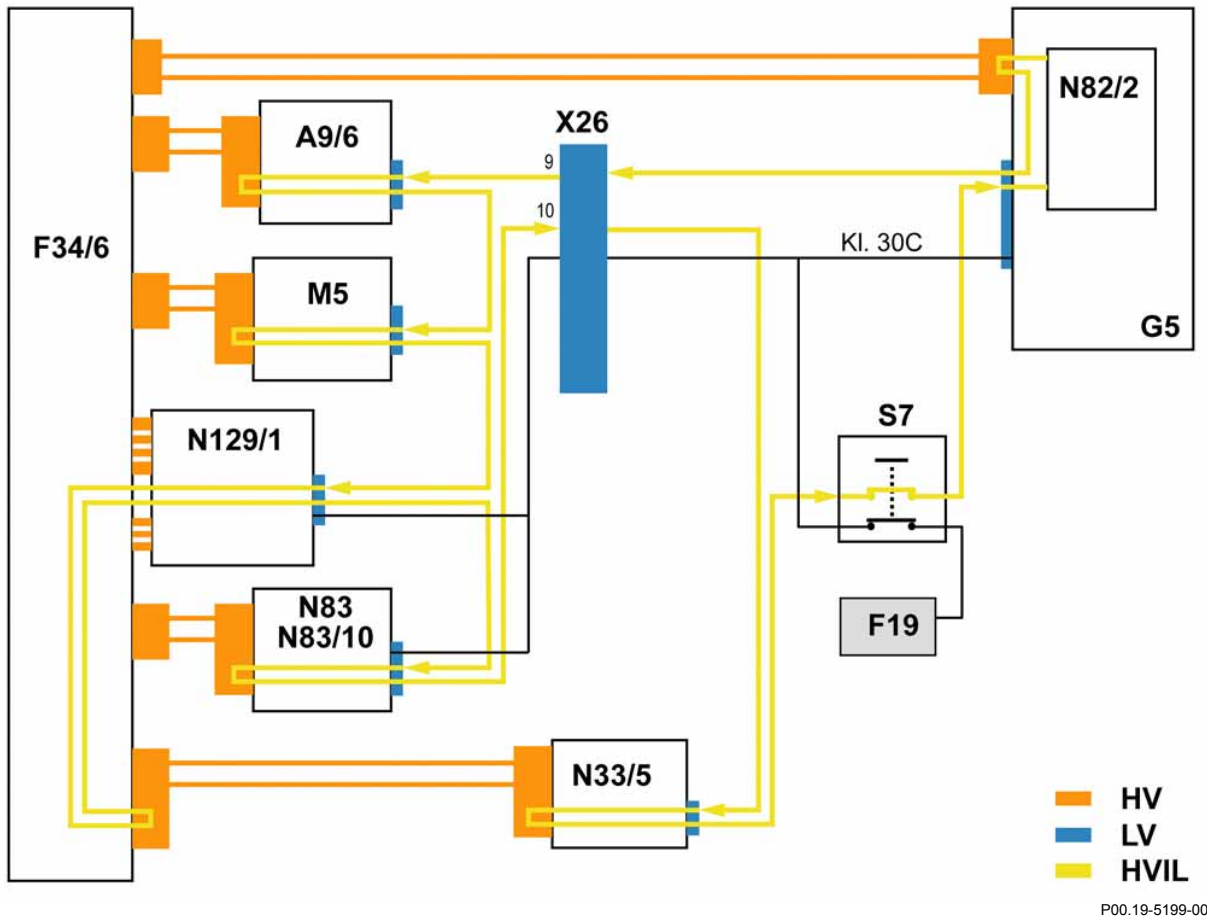 N82/2
A9/6
X26
9
10
F34/6
Kl. 30C
M5
G5
S7
N129/1
N83
N83/10
F19
N33/5
HV
LV
HVIL
P00.19-5199-00